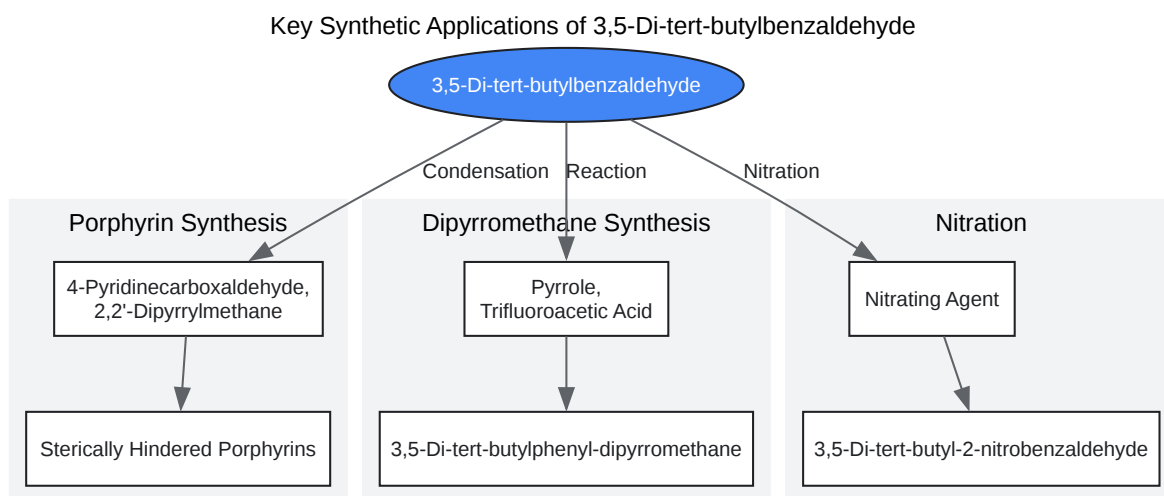 Key Synthetic Applications of 3,5-Di-tert-butylbenzaldehyde
3,5-Di-tert-butylbenzaldehyde
Condensation
Reaction
Nitration
Porphyrin Synthesis
Dipyrromethane Synthesis
Nitration
4-Pyridinecarboxaldehyde,
2,2'-Dipyrrylmethane
Pyrrole,
Trifluoroacetic Acid
Nitrating Agent
Sterically Hindered Porphyrins
3,5-Di-tert-butylphenyl-dipyrromethane
3,5-Di-tert-butyl-2-nitrobenzaldehyde